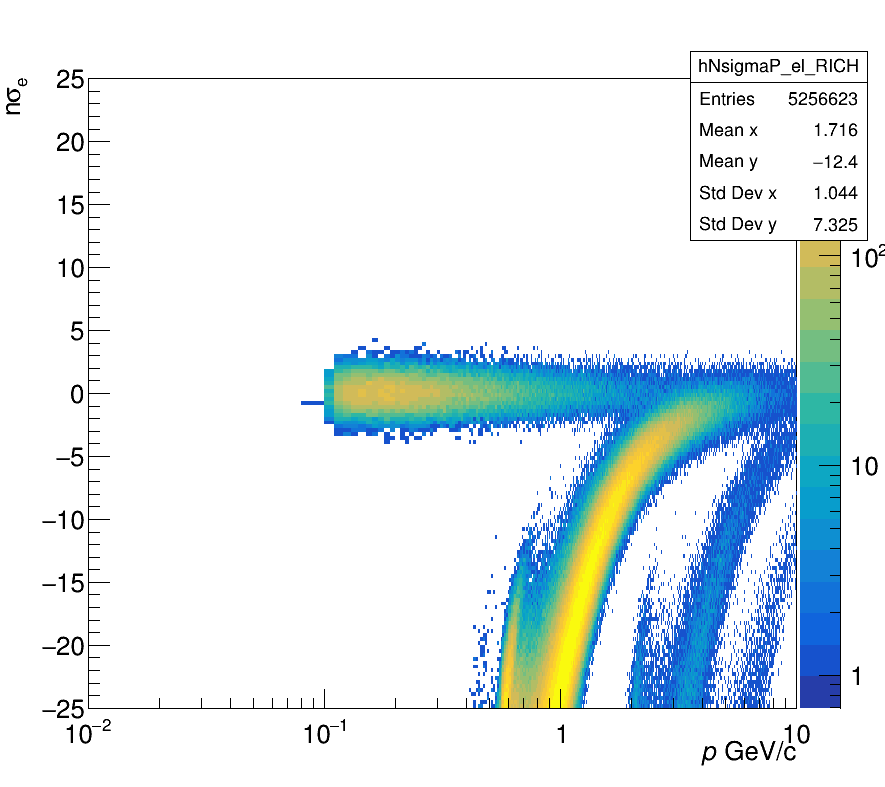 hNsigmaP_el_RICH
Entries 5256623
Mean x 1.716
Mean y −12.4
Std Dev x 1.044
Std Dev y 7.325
nσe
25
20
15
10
5
0
−5
−10
−15
−20
−25
10−2
10−1
1
10
p GeV/c
10²
10
1